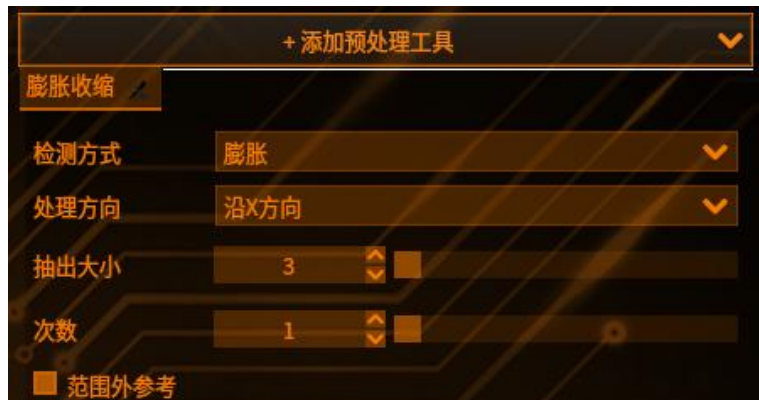 +添加预处理工具
膨胀收缩
检测方式 膨胀
处理方向 沿X方向
抽出大小 3
次数 1
范围外参考